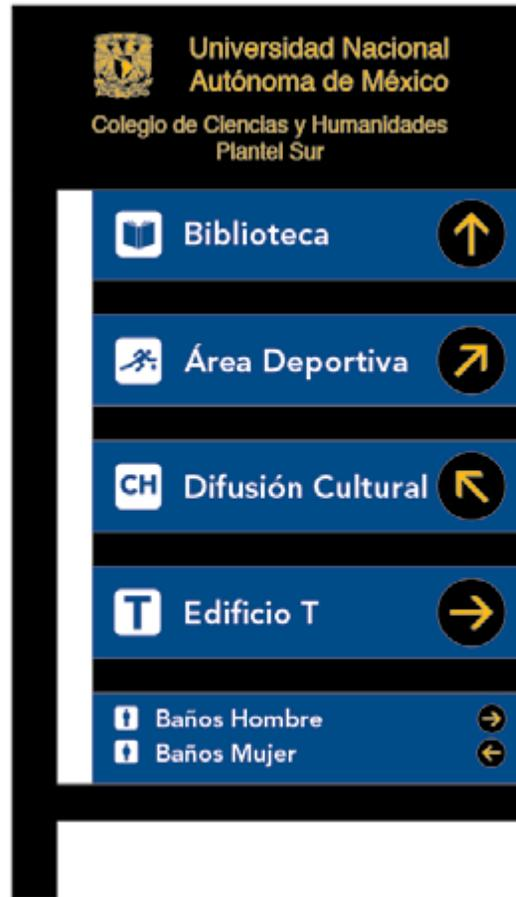 Universidad Nacional
Autónoma de México
Colegio de Ciencias y Humanidades
Plantel Sur
Biblioteca
Área Deportiva
CH Difusión Cultural
T Edificio T
Baños Hombre
Baños Mujer